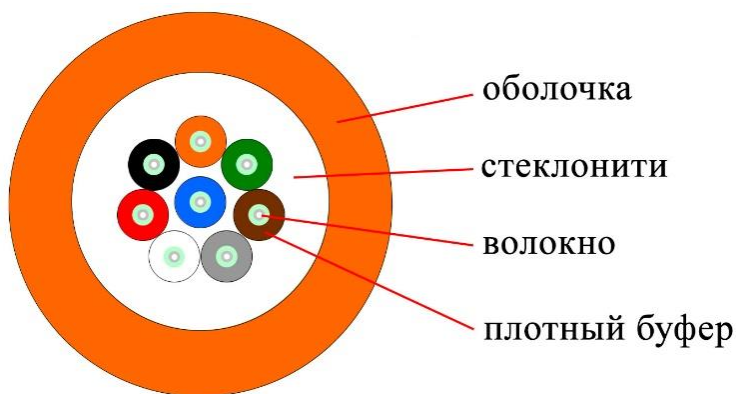 оболочка
стеклонити
волокно
плотный буфер